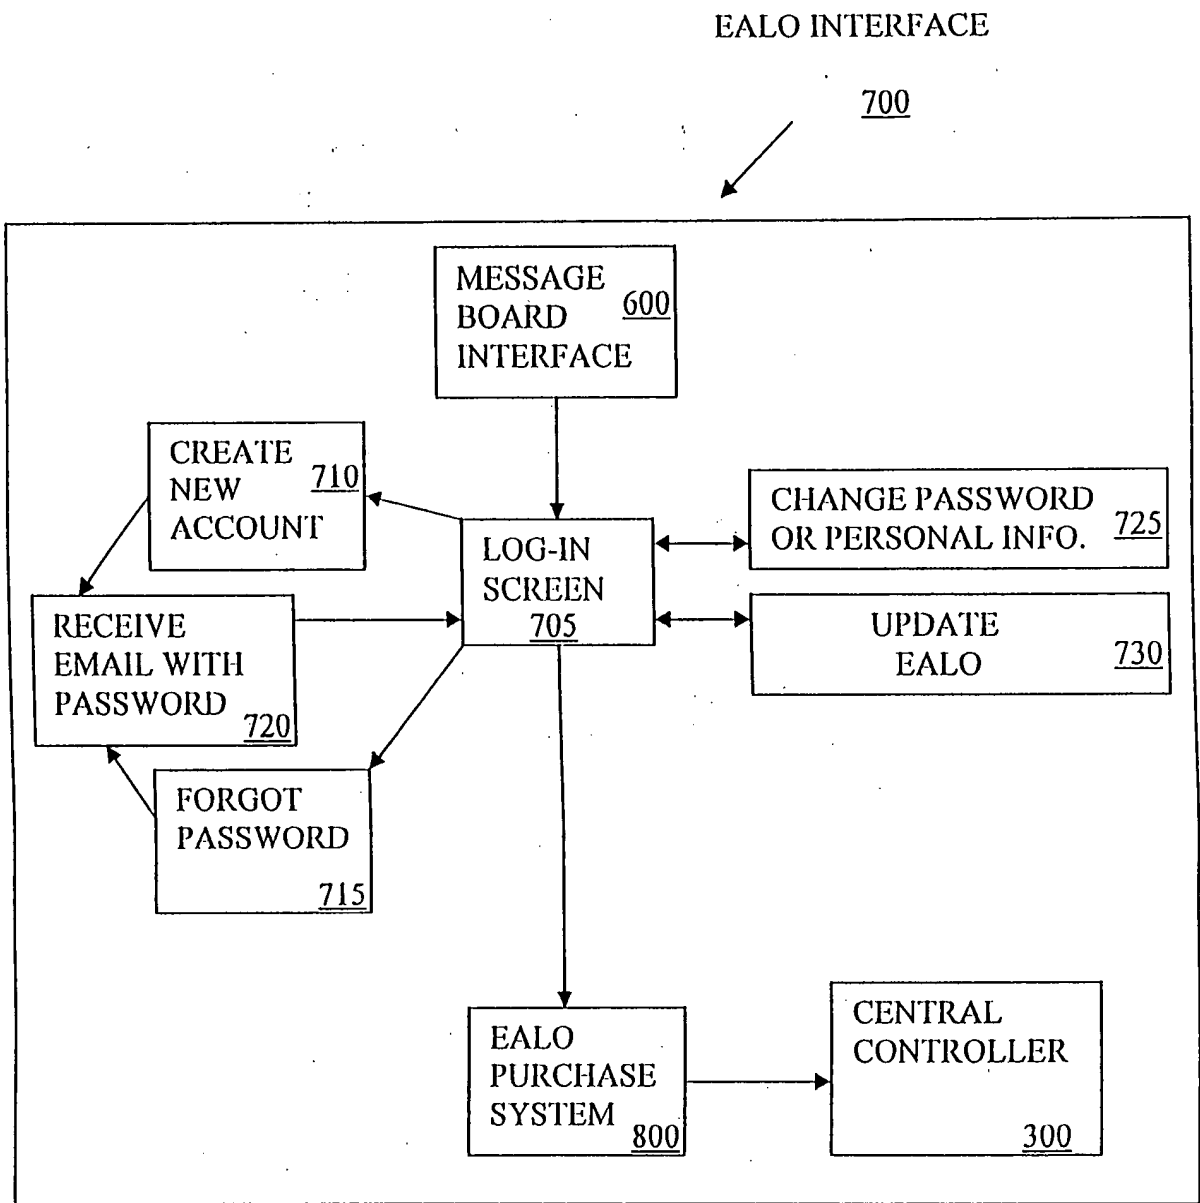 EALO INTERFACE
700
MESSAGE
BOARD
INTERFACE
600
CREATE
NEW
ACCOUNT
710
LOG-IN
SCREEN
705
CHANGE PASSWORD
OR PERSONAL INFO.
725
RECEIVE
EMAIL WITH
PASSWORD
720
UPDATE
EALO
730
FORGOT
PASSWORD
715
EALO
PURCHASE
SYSTEM
800
CENTRAL
CONTROLLER
300